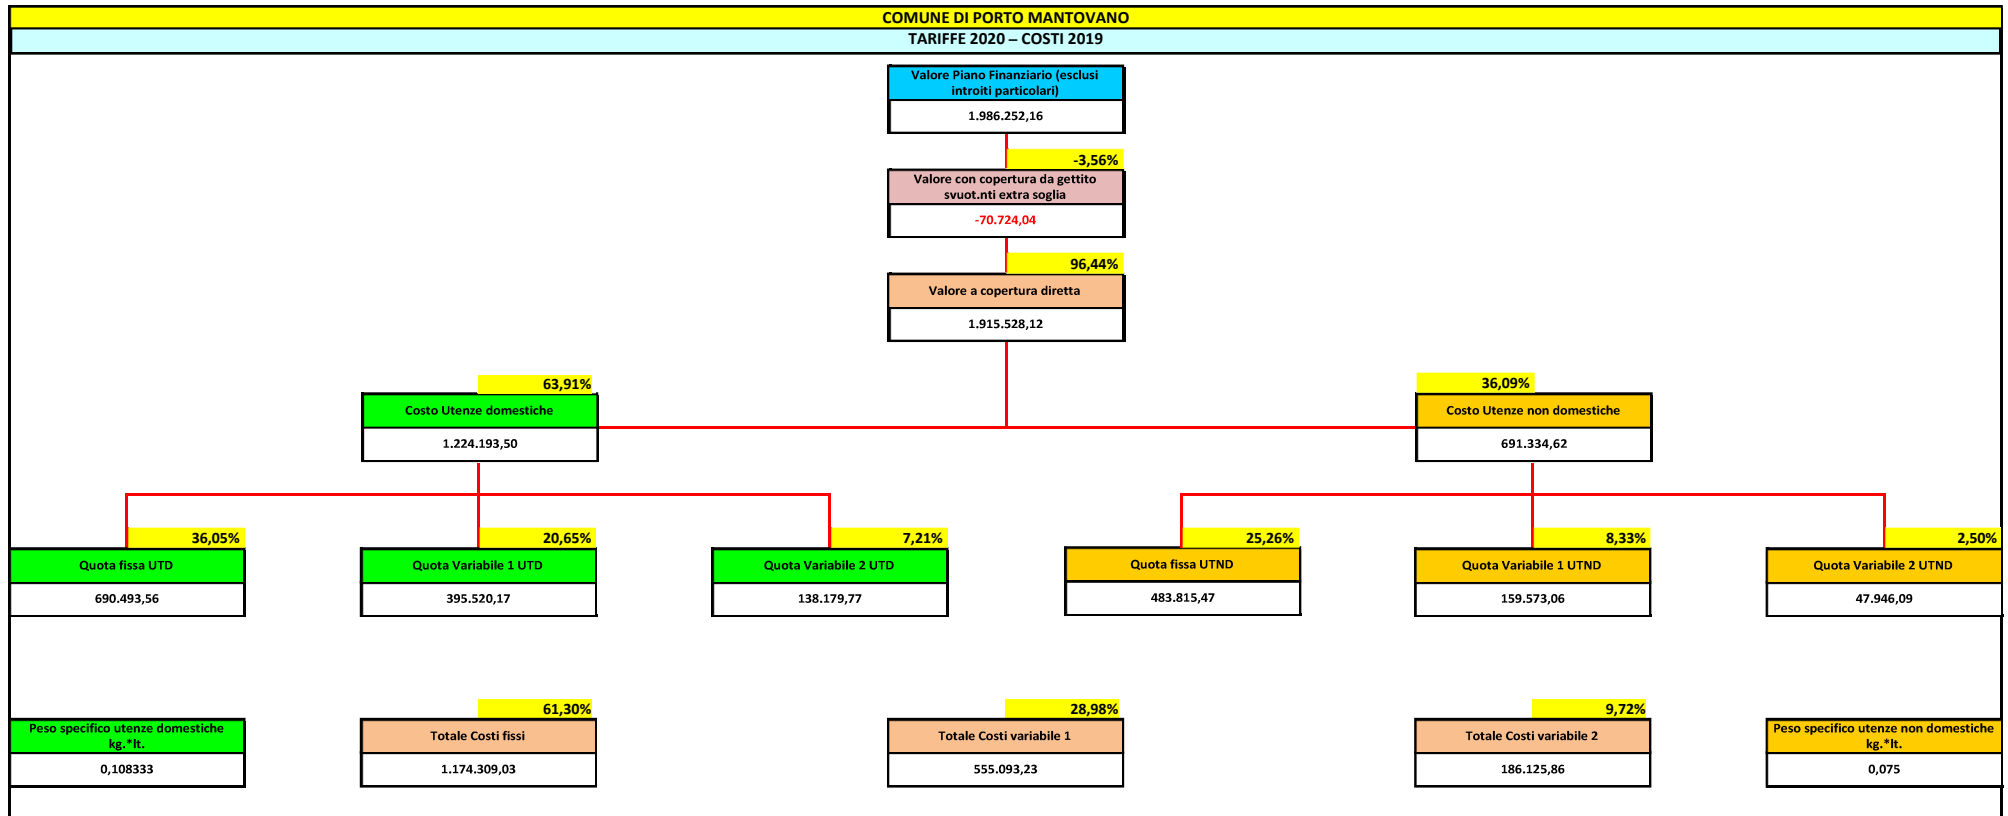 COMUNE DI PORTO MANTOVANO
TARIFFE 2020 – COSTI 2019
Valore Piano Finanziario (esclusi
introiti particolari)
1.986.252,16
-3,56%
Valore con copertura da gettito
svuot.nti extra soglia
-70.724,04
96,44%
Valore a copertura diretta
1.915.528,12
63,91%
36,09%
Costo Utenze domestiche
Costo Utenze non domestiche
1.224.193,50
691.334,62
36,05%
20,65%
7,21%
25,26%
8,33%
2,50%
Quota fissa UTD
Quota Variabile 1 UTD
Quota Variabile 2 UTD
Quota fissa UTND
Quota Variabile 1 UTND
Quota Variabile 2 UTND
690.493,56
395.520,17
138.179,77
483.815,47
159.573,06
47.946,09
61,30%
28,98%
9,72%
Peso specifico utenze domestiche
kg.*lt.
Totale Costi fissi
Totale Costi variabile 1
Totale Costi variabile 2
Peso specifico utenze non domestiche
kg.*lt.
0,108333
1.174.309,03
555.093,23
186.125,86
0,075